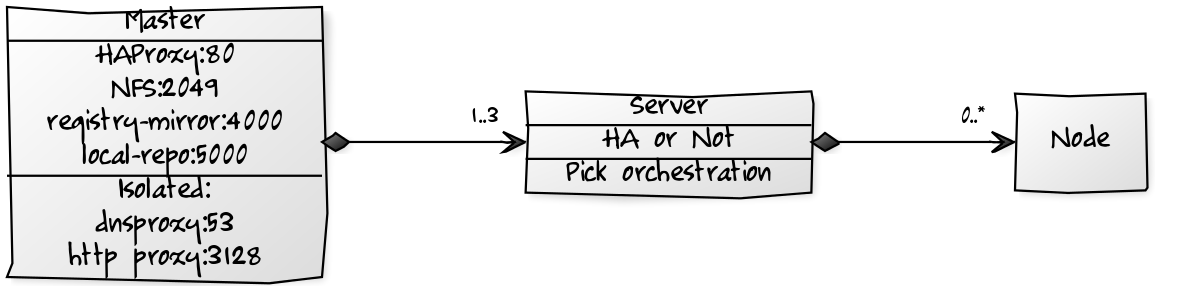 Master
HAProxy:80
NFS:2049
registry-mirror:4000
local-repo:5000
Isolated:
dnsproxy:53
http proxy:3128
1..3
Server
HA or Not
Pick orchestration
0..*
Node